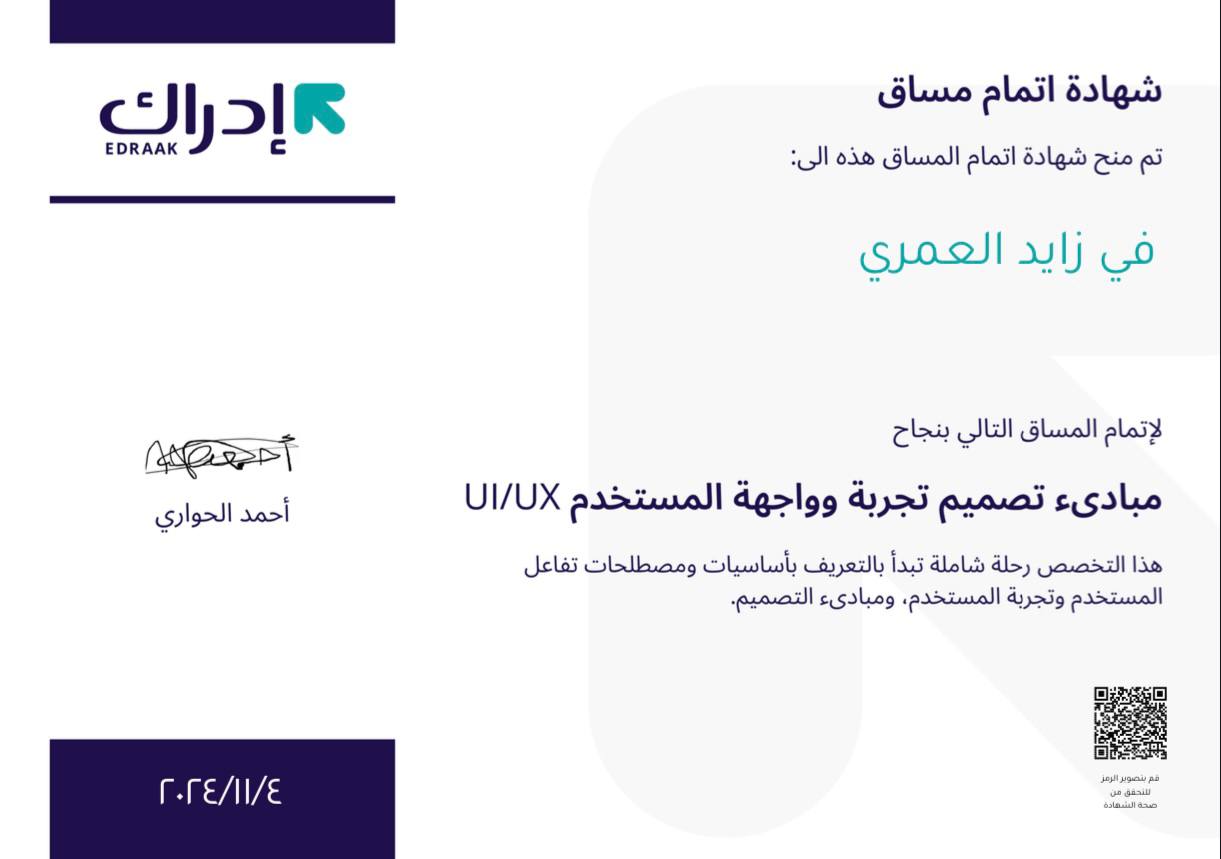 شهادة اتمام مساق
تم منح شهادة اتمام المساق هذه الى:
في زايد العمري
لإتمام المساق التالي بنجاح
مبادىء تصميم تجربة وواجهة المستخدم UI/UX
هذا التخصص رحلة شاملة تبدأ بالتعريف بأساسيات ومصطلحات تفاعل
المستخدم وتجربة المستخدم، ومبادىء التصميم.
قم بتصوير الرمز
للتحقق من
صحة الشهادة
إدراك
EDRAAK
أحمد الحواري
٢٠٢٤/١١/٤